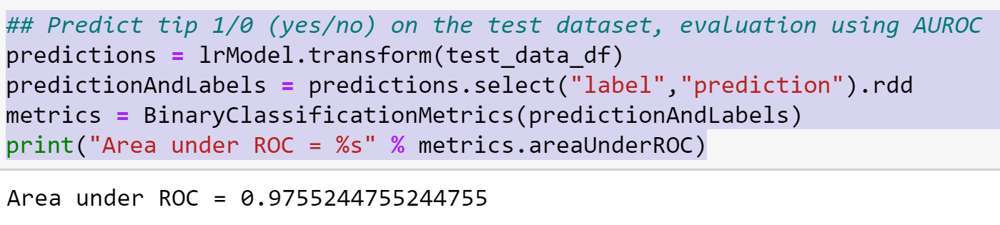 ## Predict tip 1/0 (yes/no) on the test dataset, evaluation using AUROC
predictions = lrModel.transform(test_data_df)
predictionAndLabels = predictions.select("label","prediction").rdd
metrics = BinaryClassificationMetrics(predictionAndLabels)
print("Area under ROC = %s" % metrics.areaUnderROC)
Area under ROC = 0.9755244755244755